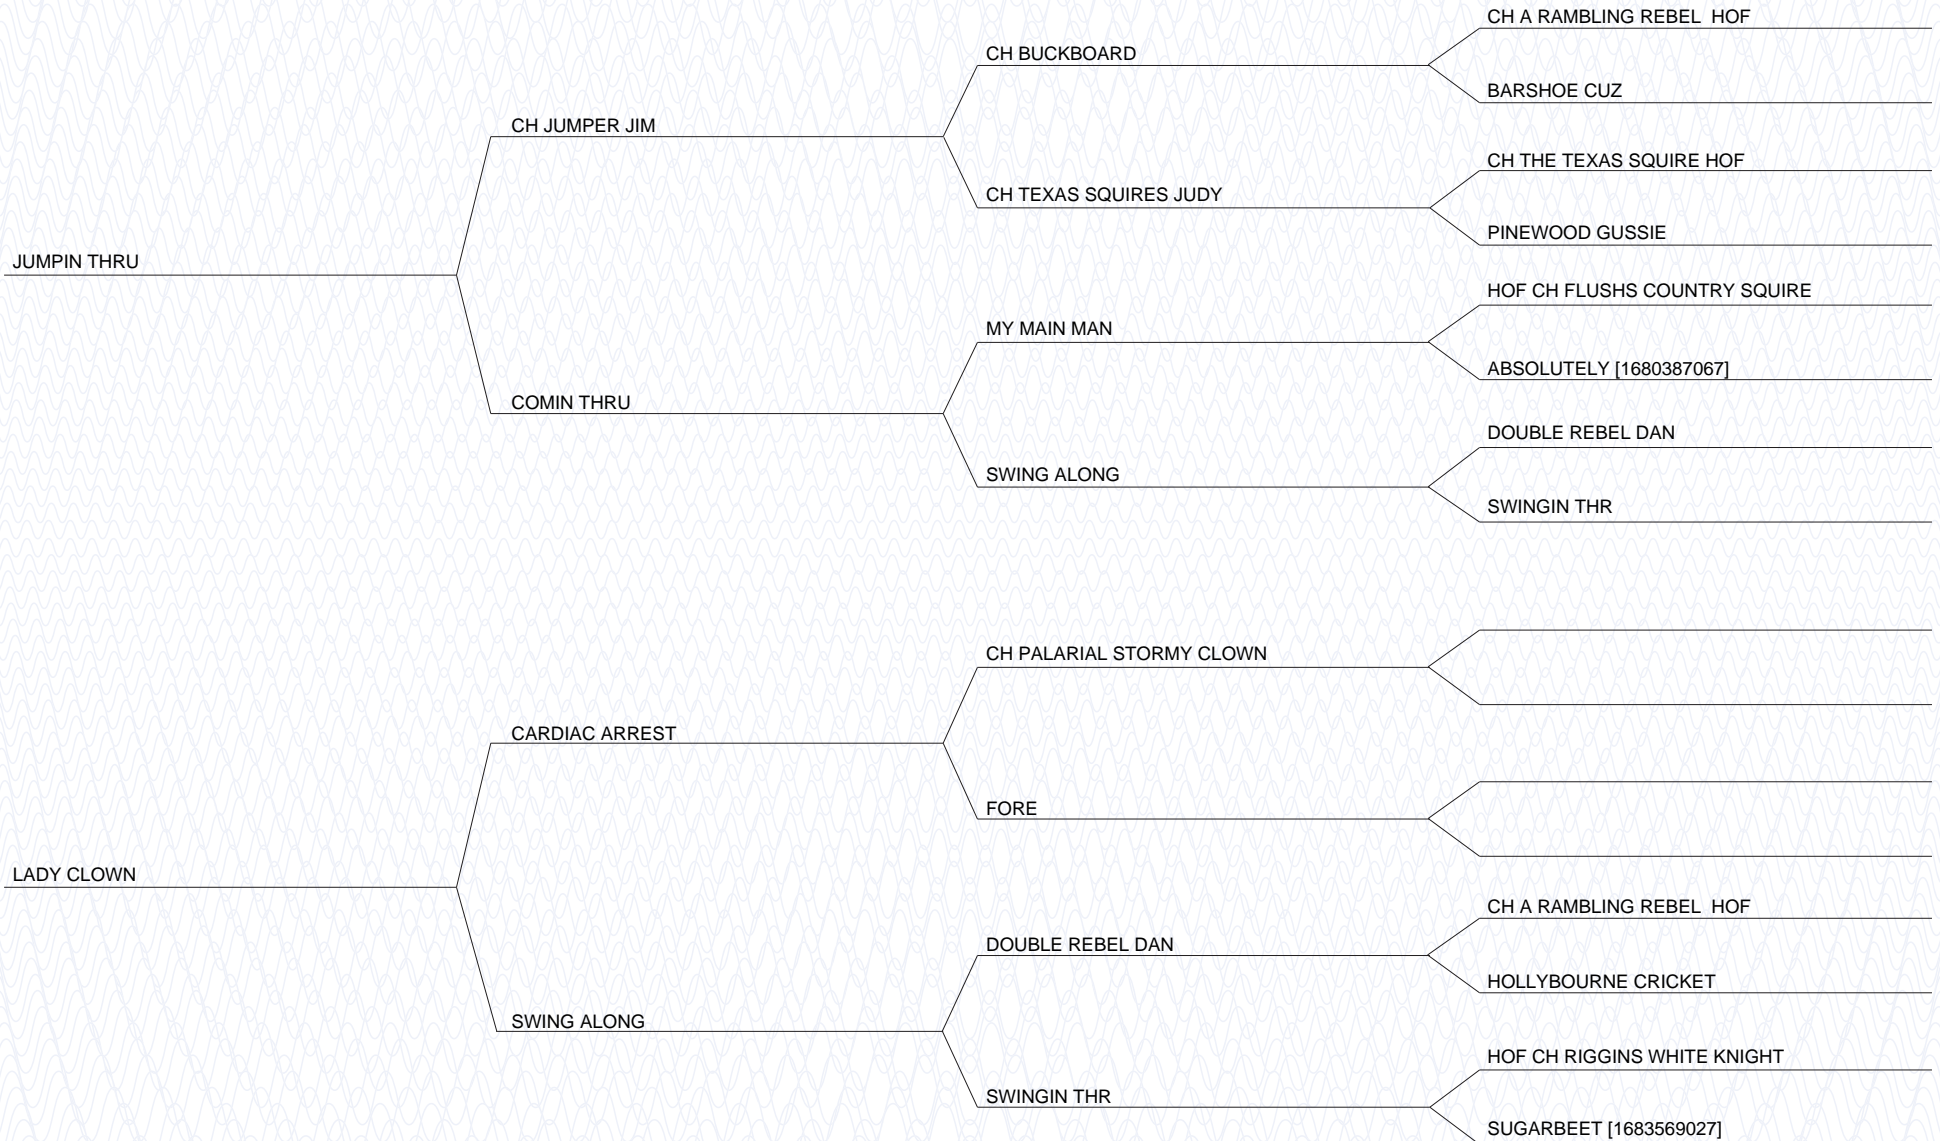 CH A RAMBLING REBEL  HOF
CH BUCKBOARD
BARSHOE CUZ
CH JUMPER JIM
CH THE TEXAS SQUIRE HOF
CH TEXAS SQUIRES JUDY
PINEWOOD GUSSIE
JUMPIN THRU
HOF CH FLUSHS COUNTRY SQUIRE
MY MAIN MAN
ABSOLUTELY [1680387067]
COMIN THRU
DOUBLE REBEL DAN
SWING ALONG
SWINGIN THR
CH PALARIAL STORMY CLOWN
CARDIAC ARREST
FORE
LADY CLOWN
CH A RAMBLING REBEL  HOF
DOUBLE REBEL DAN
HOLLYBOURNE CRICKET
SWING ALONG
HOF CH RIGGINS WHITE KNIGHT
SWINGIN THR
SUGARBEET [1683569027]